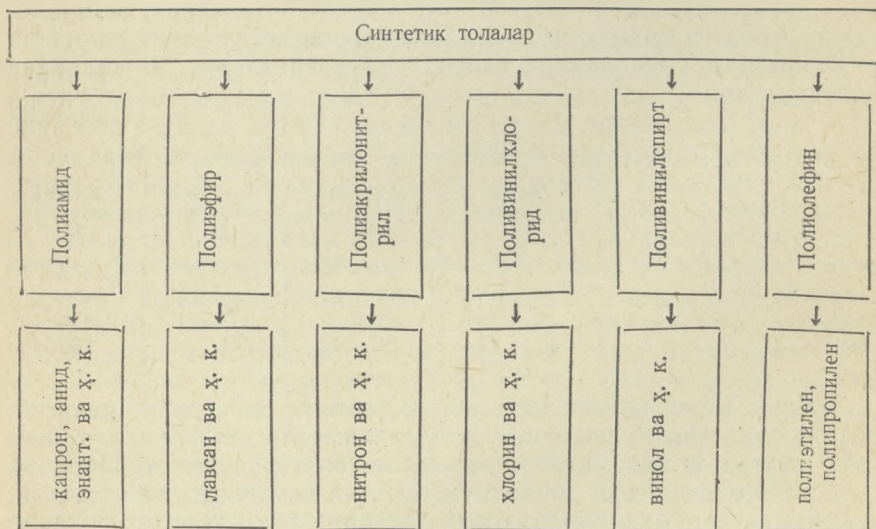 Синтетик толалар
Полиамид
Полиэфир
Полиакрилонит-
рил
Поливинилхло-
рид
Поливинилспирт
Полиолефин
капрон, анид,
энант ва ҳ. к.
лавсан ва ҳ. к.
нитрон ва ҳ. к.
хлорин ва ҳ. к.
винол ва ҳ. к.
полиэтилен,
полипропилен